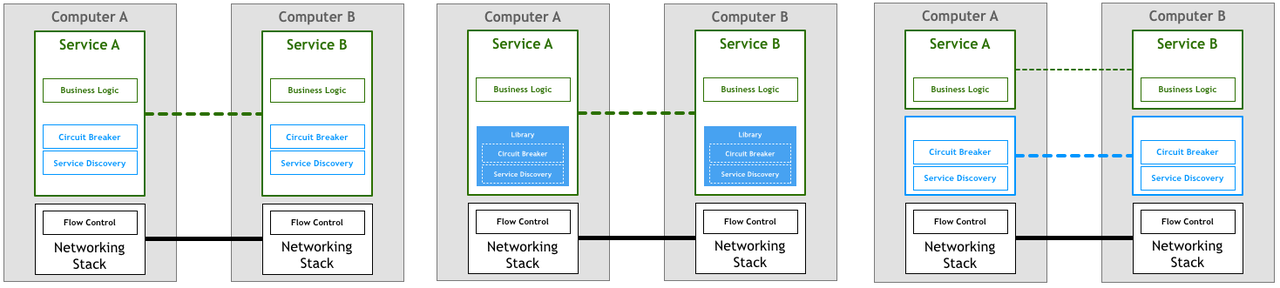 Computer A
Service A
Business Logic
Circuit Breaker
Service Discovery
Flow Control
Networking
Stack
Computer B
Service B
Business Logic
Circuit Breaker
Service Discovery
Flow Control
Networking
Stack
Computer A
Service A
Business Logic
Library
Circuit Breaker
Service Discovery
Flow Control
Networking
Stack
Computer B
Service B
Business Logic
Library
Circuit Breaker
Service Discovery
Flow Control
Networking
Stack
Computer A
Service A
Business Logic
Circuit Breaker
Service Discovery
Flow Control
Networking
Stack
Computer B
Service B
Business Logic
Circuit Breaker
Service Discovery
Flow Control
Networking
Stack